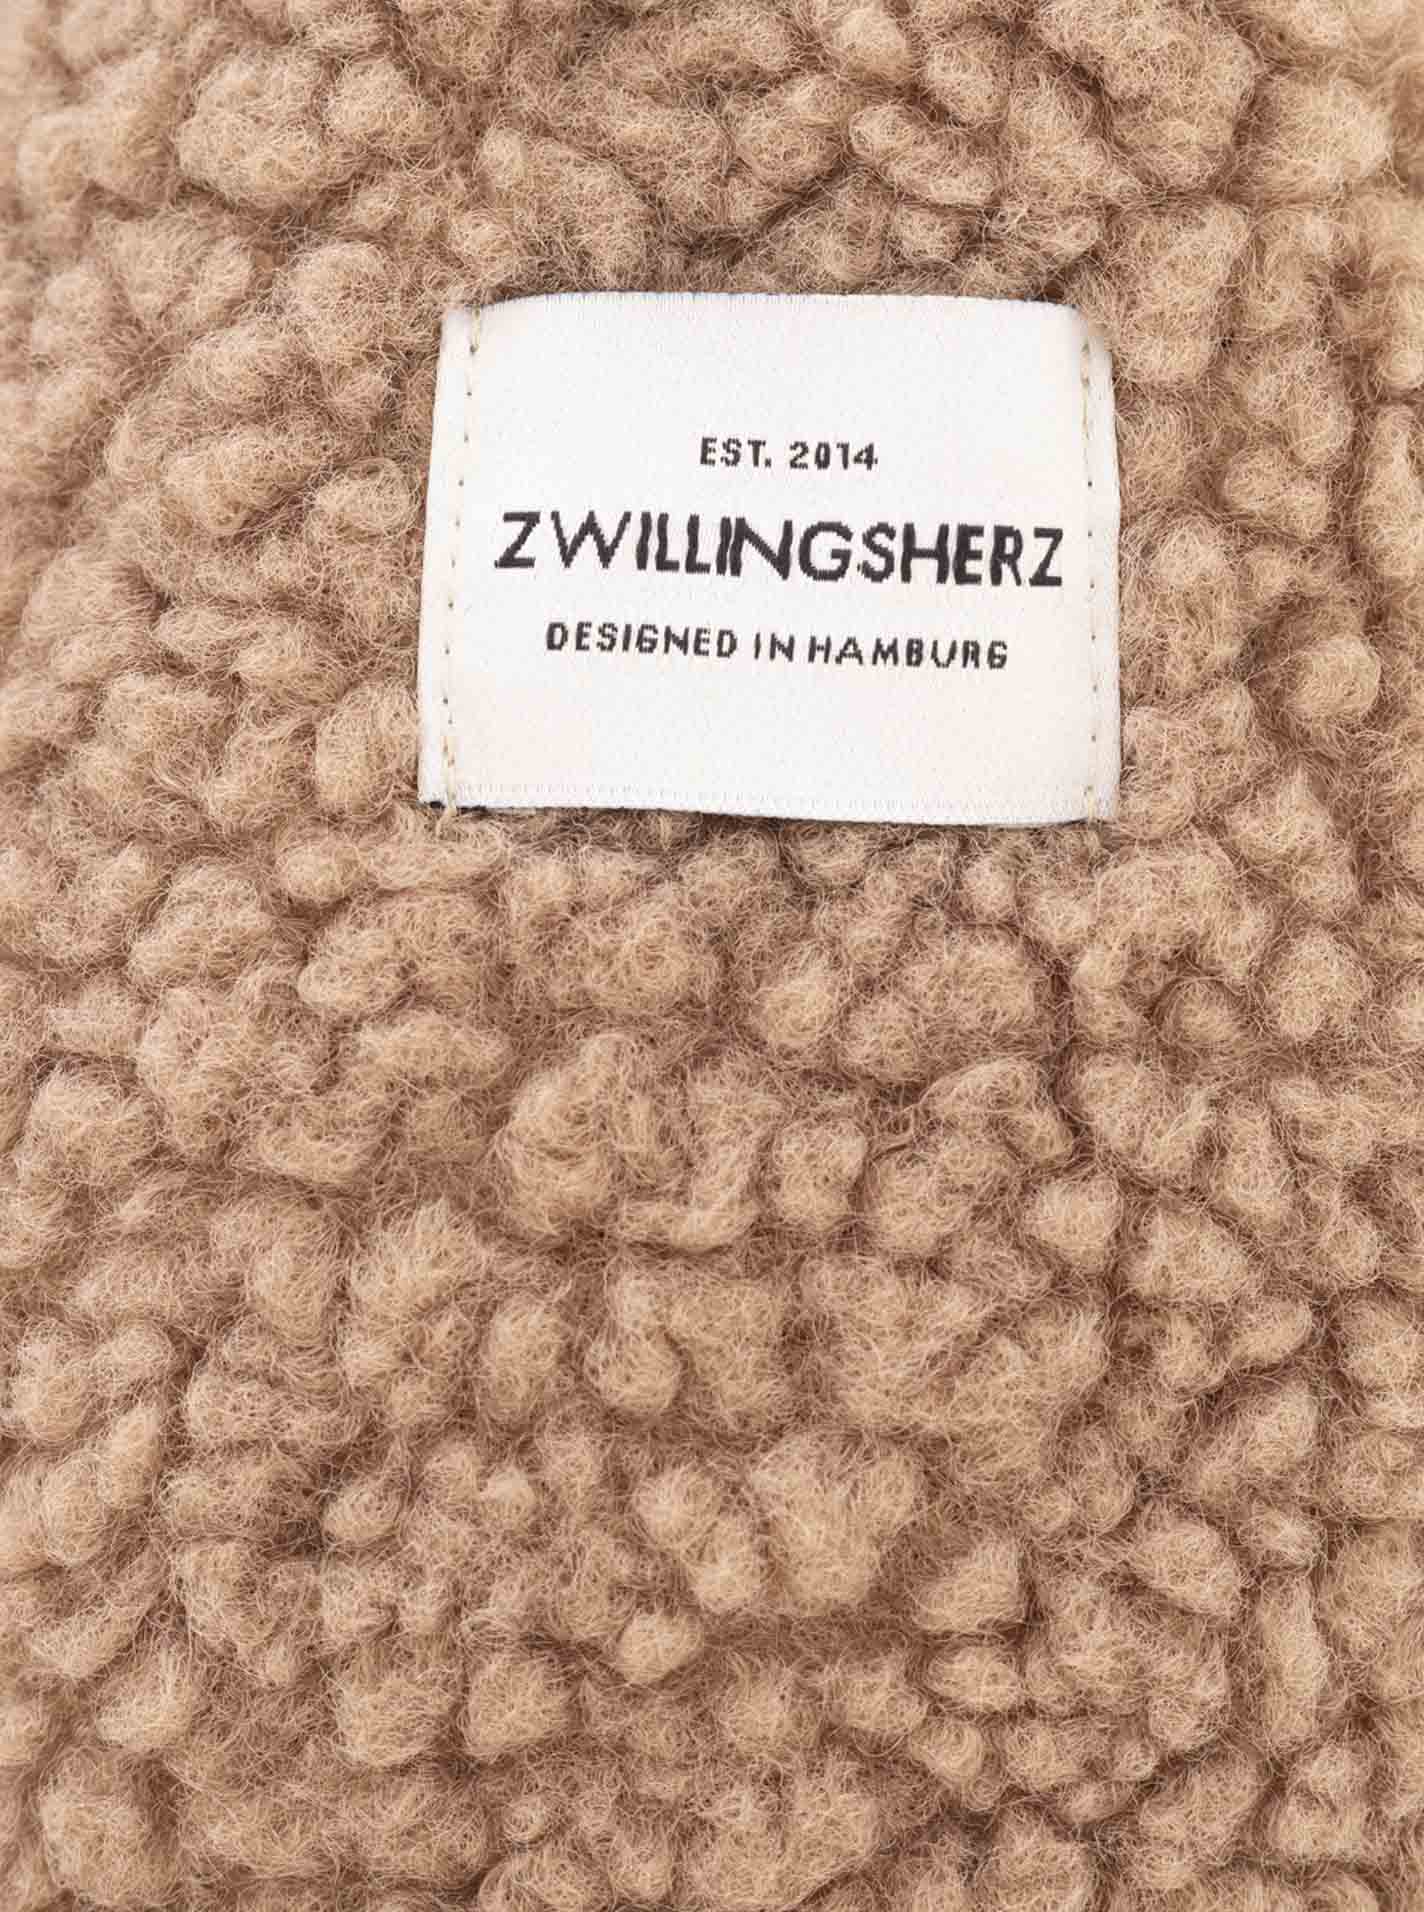 EST. 2014
ZWILLINGSHERZ
DESIGNED IN HAMBURG